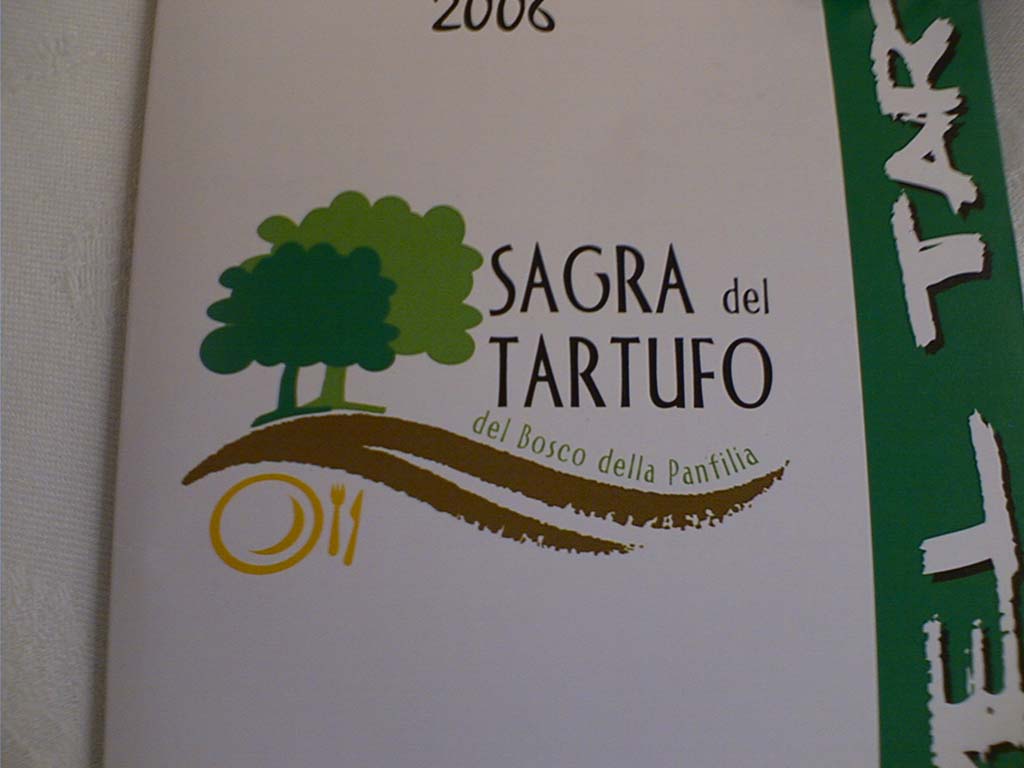 2006
SAGRA del
TARTUFO
del Bosco della Panfilia